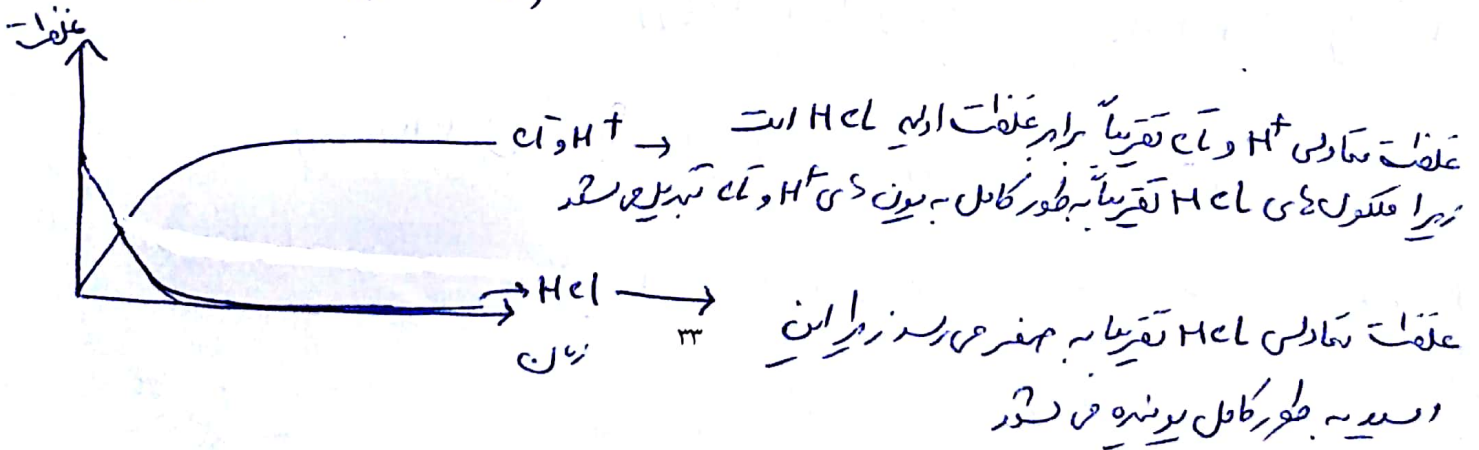 غلظت
Cl⁻ و H⁺ →
غلظت تعادلی H⁺ و Cl⁻ تقریباً برابر غلظت اولیه HCl است
زیرا ملکول‌های HCl تقریباً به طور کامل به یون‌های H⁺ و Cl⁻ تبدیل می‌شود
→ HCl →
غلظت تعادلی HCl تقریبا به صفر می‌رسد زیرا این
اسید به طور کامل یونیده می‌شود
زمان
۳۳